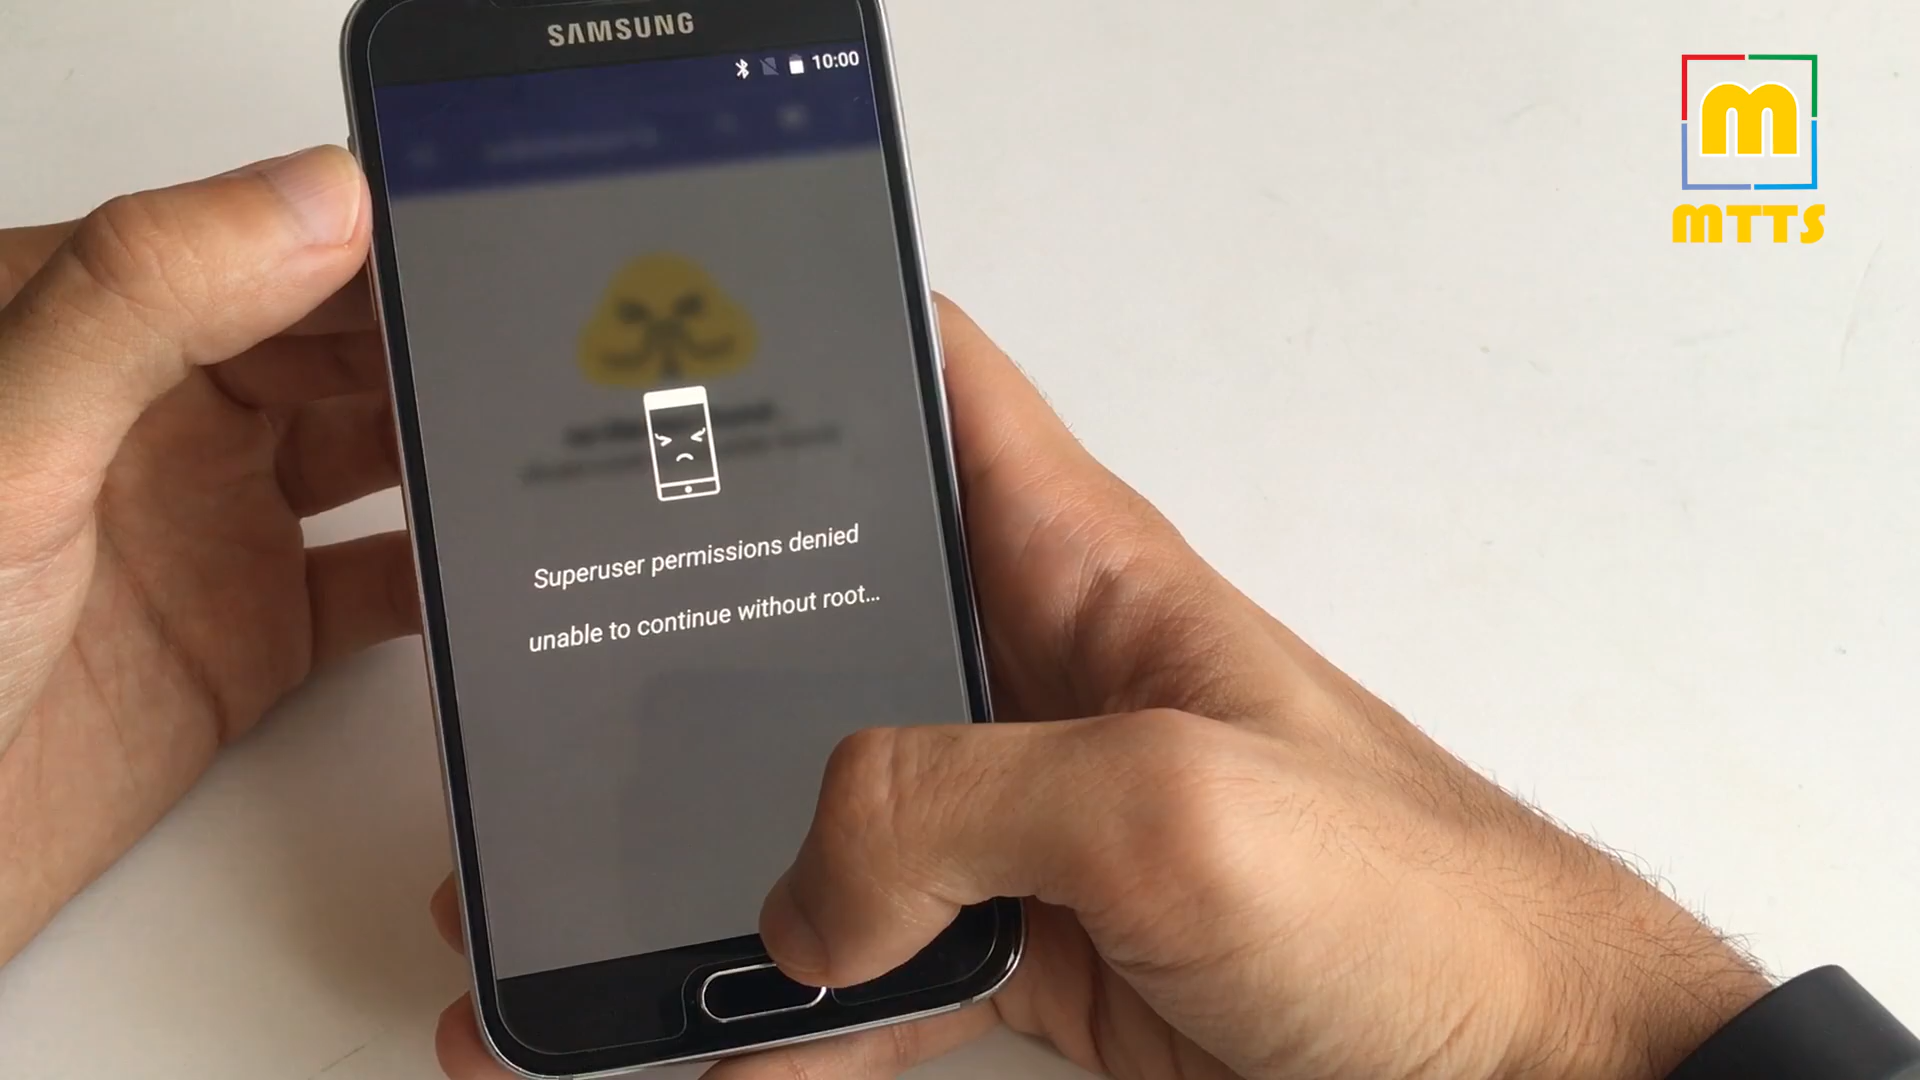 SAMSUNG
10:00
Superuser permissions denied
unable to continue without root...
m
MTTS